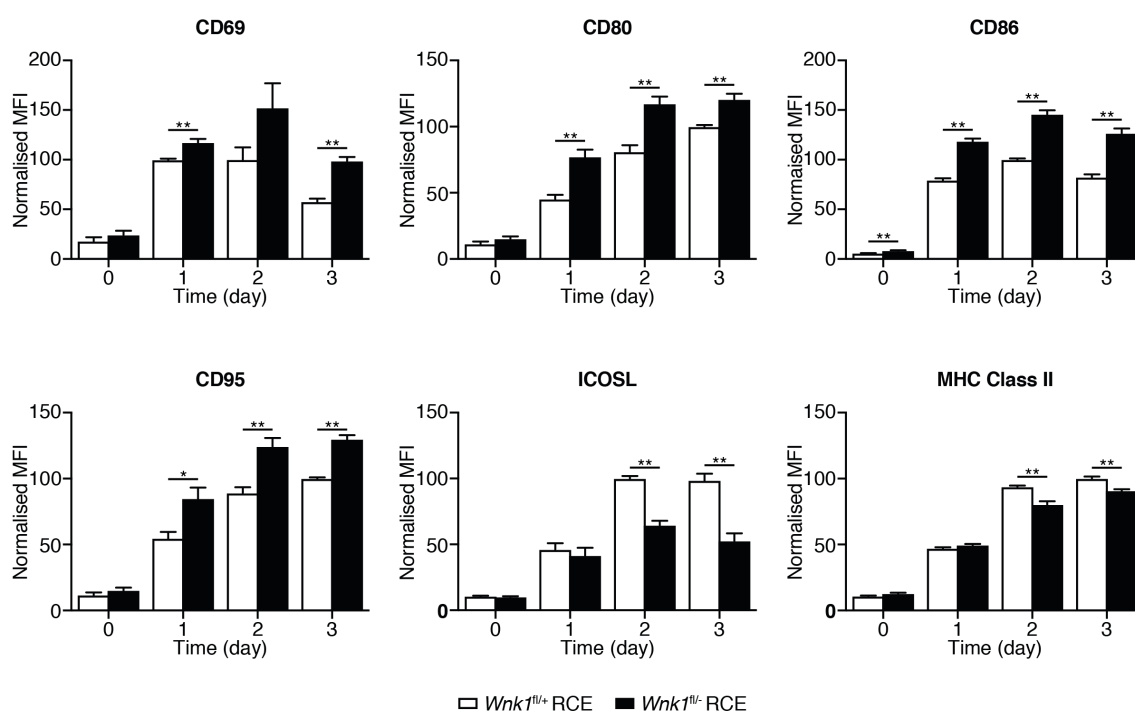 CD69
200
150
100
50
0
Normalised MFI
**
**
0 1 2 3
Time (day)
CD80
150
100
50
0
Normalised MFI
**
**
**
0 1 2 3
Time (day)
CD86
200
150
100
50
0
Normaised MFI
**
**
**
**
0 1 2 3
Time (day)
CD95
150
100
50
0
Normalised MFI
*
**
**
0 1 2 3
Time (day)
ICOSL
150
100
50
0
Normalised MFI
**
**
0 1 2 3
Time (day)
MHC Class II
150
100
50
0
Normalised MFI
**
**
0 1 2 3
Time (day)
Wnk1fl/+ RCE Wnk1fl/- RCE